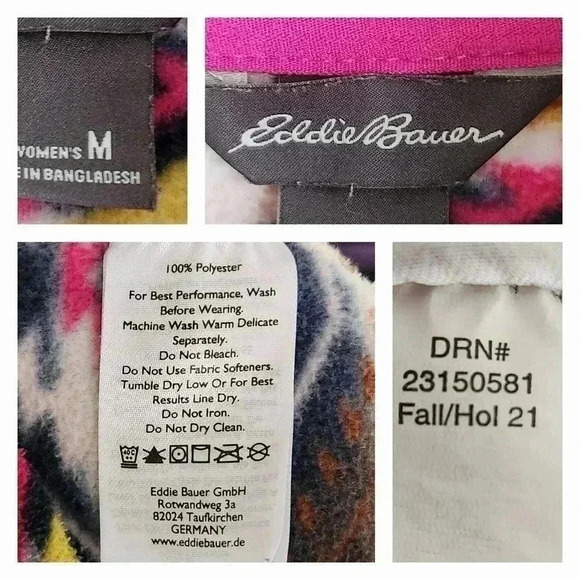 WOMEN'S M
E IN BANGLADESH
Eddie Bauer
100% Polyester
For Best Performance, Wash
Before Wearing.
Machine Wash Warm Delicate
Separately.
Do Not Bleach.
Do Not Use Fabric Softeners.
Tumble Dry Low Or For Best
Results Line Dry.
Do Not Iron.
Do Not Dry Clean.
Eddie Bauer GmbH
Rotwandweg 3a
82024 Taufkirchen
GERMANY
www.eddiebauer.de
DRN#
23150581
Fall/Hol 21